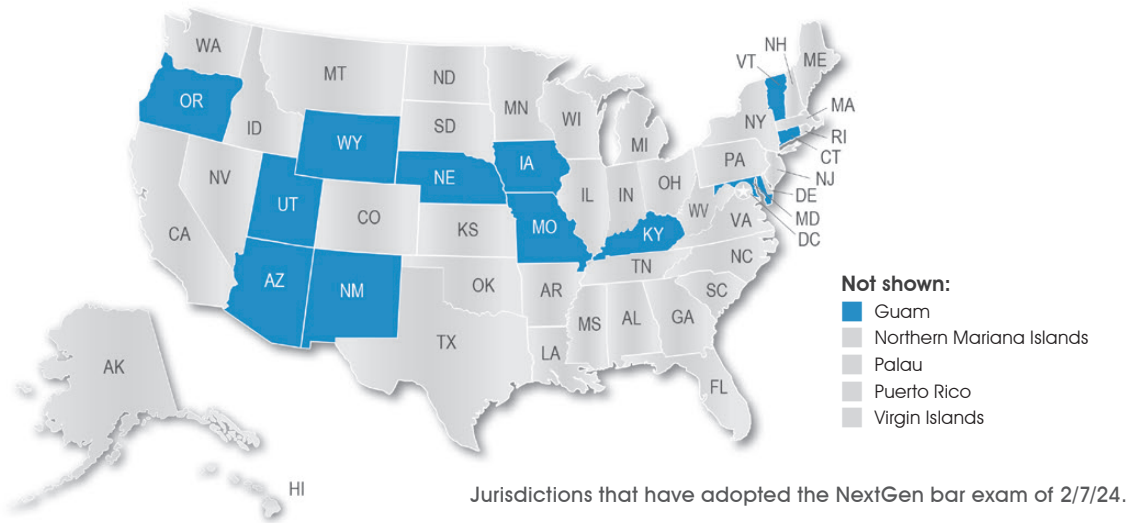 WA
MT
ND
MN
WI
MI
VT
NH
ME
OR
ID
WY
SD
NY
MA
RI
CT
NV
UT
CO
NE
IA
IL
IN
OH
PA
NJ
DE
MD
DC
CA
AZ
NM
KS
MO
KY
WV
VA
OK
AR
TN
NC
SC
TX
LA
MS
AL
GA
FL
AK
HI
Not shown:
Guam
Northern Mariana Islands
Palau
Puerto Rico
Virgin Islands
Jurisdictions that have adopted the NextGen bar exam of 2/7/24.